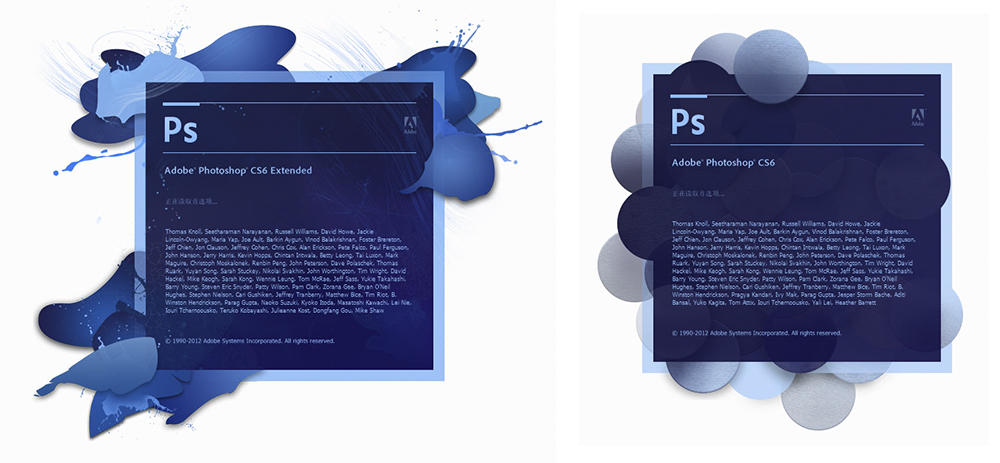 Ps
Adobe
Adobe® Photoshop® CS6 Extended
正在读取首选项...
Thomas Knoll, Seetharaman Narayanan, Russell Williams, David Howe, Jackie
Lincoln-Owyang, Maria Yap, Joe Ault, Barkin Aygun, Vinod Balakrishnan, Foster Brereton,
Jeff Chien, Jon Clauson, Jeffrey Cohen, Chris Cox, Alan Erickson, Pete Falco, Paul Ferguson,
John Hanson, Jerry Harris, Kevin Hopps, Chintan Intwala, Betty Leong, Tai Luxon, Mark
Maguire, Christoph Moskalonek, Renbin Peng, John Peterson, Dave Polaschek, Thomas
Ruark, Yuyan Song, Sarah Stuckey, Nikolai Svakhin, John Worthington, Tim Wright, David
Hackel, Mike Keogh, Sarah Kong, Wennie Leung, Tom McRae, Jeff Sass, Yukie Takahashi,
Barry Young, Steven Eric Snyder, Patty Wilson, Pam Clark, Zorana Gee, Bryan O'Neil
Hughes, Stephen Nielson, Cari Gushiken, Jeffrey Tranberry, Matthew Bice, Tim Riot, B.
Winston Hendrickson, Parag Gupta, Naoko Suzuki, Kyoko Itoda, Masatoshi Kawachi, Lei Nie,
Iouri Tchernoousko, Teruko Kobayashi, Julieanne Kost, Dongfang Gou, Mike Shaw
© 1990-2012 Adobe Systems Incorporated. All rights reserved.
Ps
Adobe
Adobe® Photoshop® CS6
正在读取首选项...
Thomas Knoll, Seetharaman Narayanan, Russell Williams, David Howe, Jackie
Lincoln-Owyang, Maria Yap, Joe Ault, Barkin Aygun, Vinod Balakrishnan, Foster Brereton,
Jeff Chien, Jon Clauson, Jeffrey Cohen, Chris Cox, Alan Erickson, Pete Falco, Paul Ferguson,
John Hanson, Jerry Harris, Kevin Hopps, Chintan Intwala, Betty Leong, Tai Luxon, Mark
Maguire, Christoph Moskalonek, Renbin Peng, John Peterson, Dave Polaschek, Thomas
Ruark, Yuyan Song, Sarah Stuckey, Nikolai Svakhin, John Worthington, Tim Wright, David
Hackel, Mike Keogh, Sarah Kong, Wennie Leung, Tom McRae, Jeff Sass, Yukie Takahashi,
Barry Young, Steven Eric Snyder, Patty Wilson, Pam Clark, Zorana Gee, Bryan O'Neil
Hughes, Stephen Nielson, Cari Gushiken, Jeffrey Tranberry, Matthew Bice, Tim Riot, B.
Winston Hendrickson, Pragya Kandari, Ivy Mak, Parag Gupta, Jesper Storm Bache, Aditi
Bansal, Yuko Kagita, Tom Attix, Iouri Tchernoousko, Yali Lei, Heather Barrett
© 1990-2012 Adobe Systems Incorporated. All rights reserved.